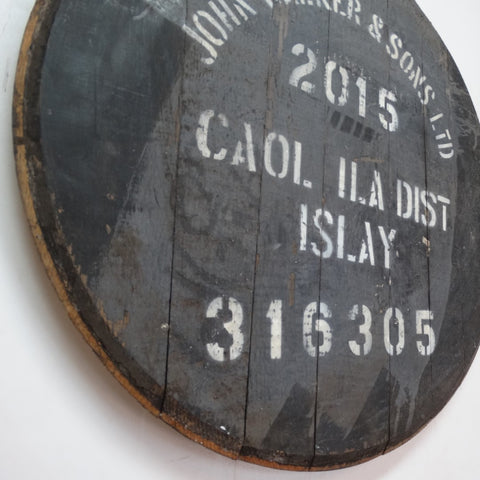 JOHN WALKER & SONS LTD
2015
CAOL ILA DIST
ISLAY
316305